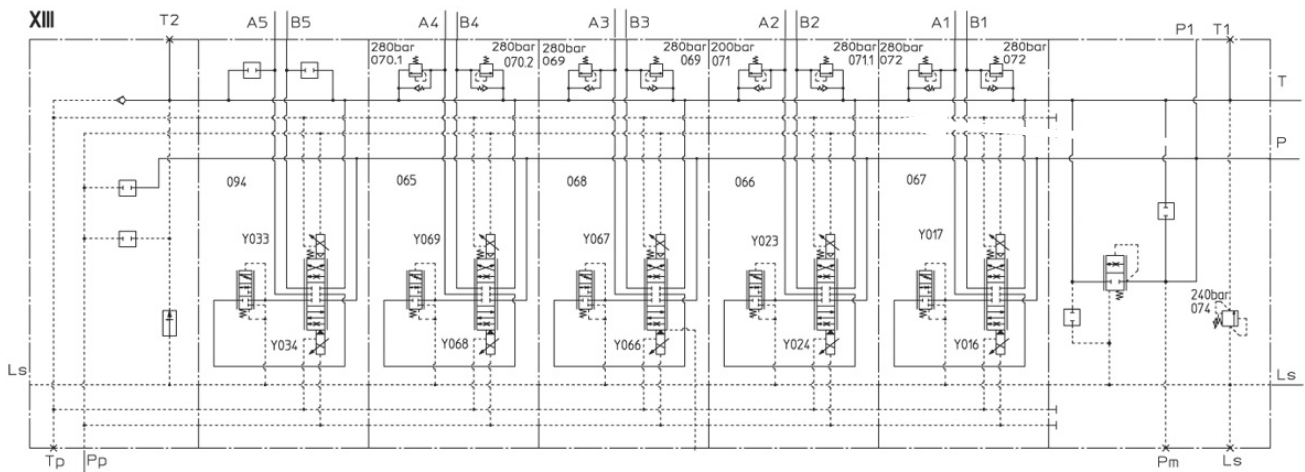 XIII T2 A5 B5 A4 B4 A3 B3 A2 B2 A1 B1 P1 T1
280bar 280bar 280bar 280bar 200bar 280bar 280bar 280bar
070.1 070.2 069 069 071 071.1 072 072
T
P
094 065 068 066 067
Y033 Y069 Y067 Y023 Y017
240bar
074
Y034 Y068 Y066 Y024 Y016
Ls Ls
Tp Pp Pm Ls